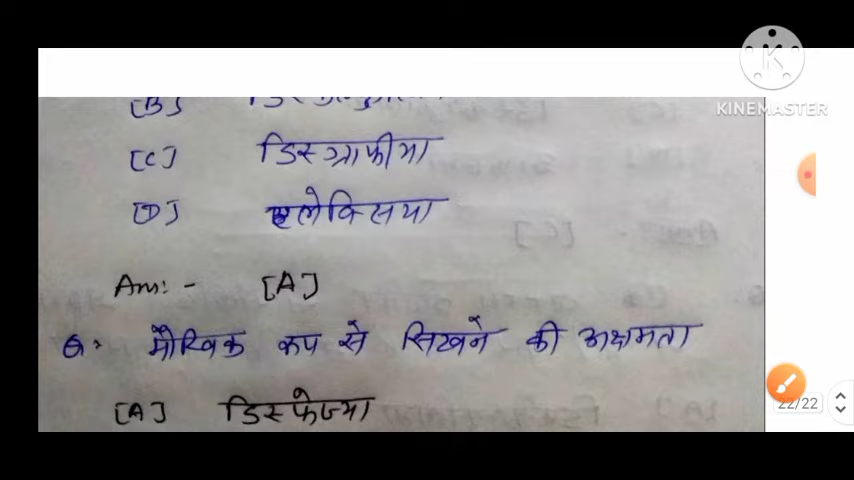 [B]
[C] डिस्ग्राफीया
[D] एलेक्सिया
Ans:- [A]
Q. मौखिक रूप से सिखने की अक्षमता
[A] डिस्फेज्या
KINEMASTER
22/22